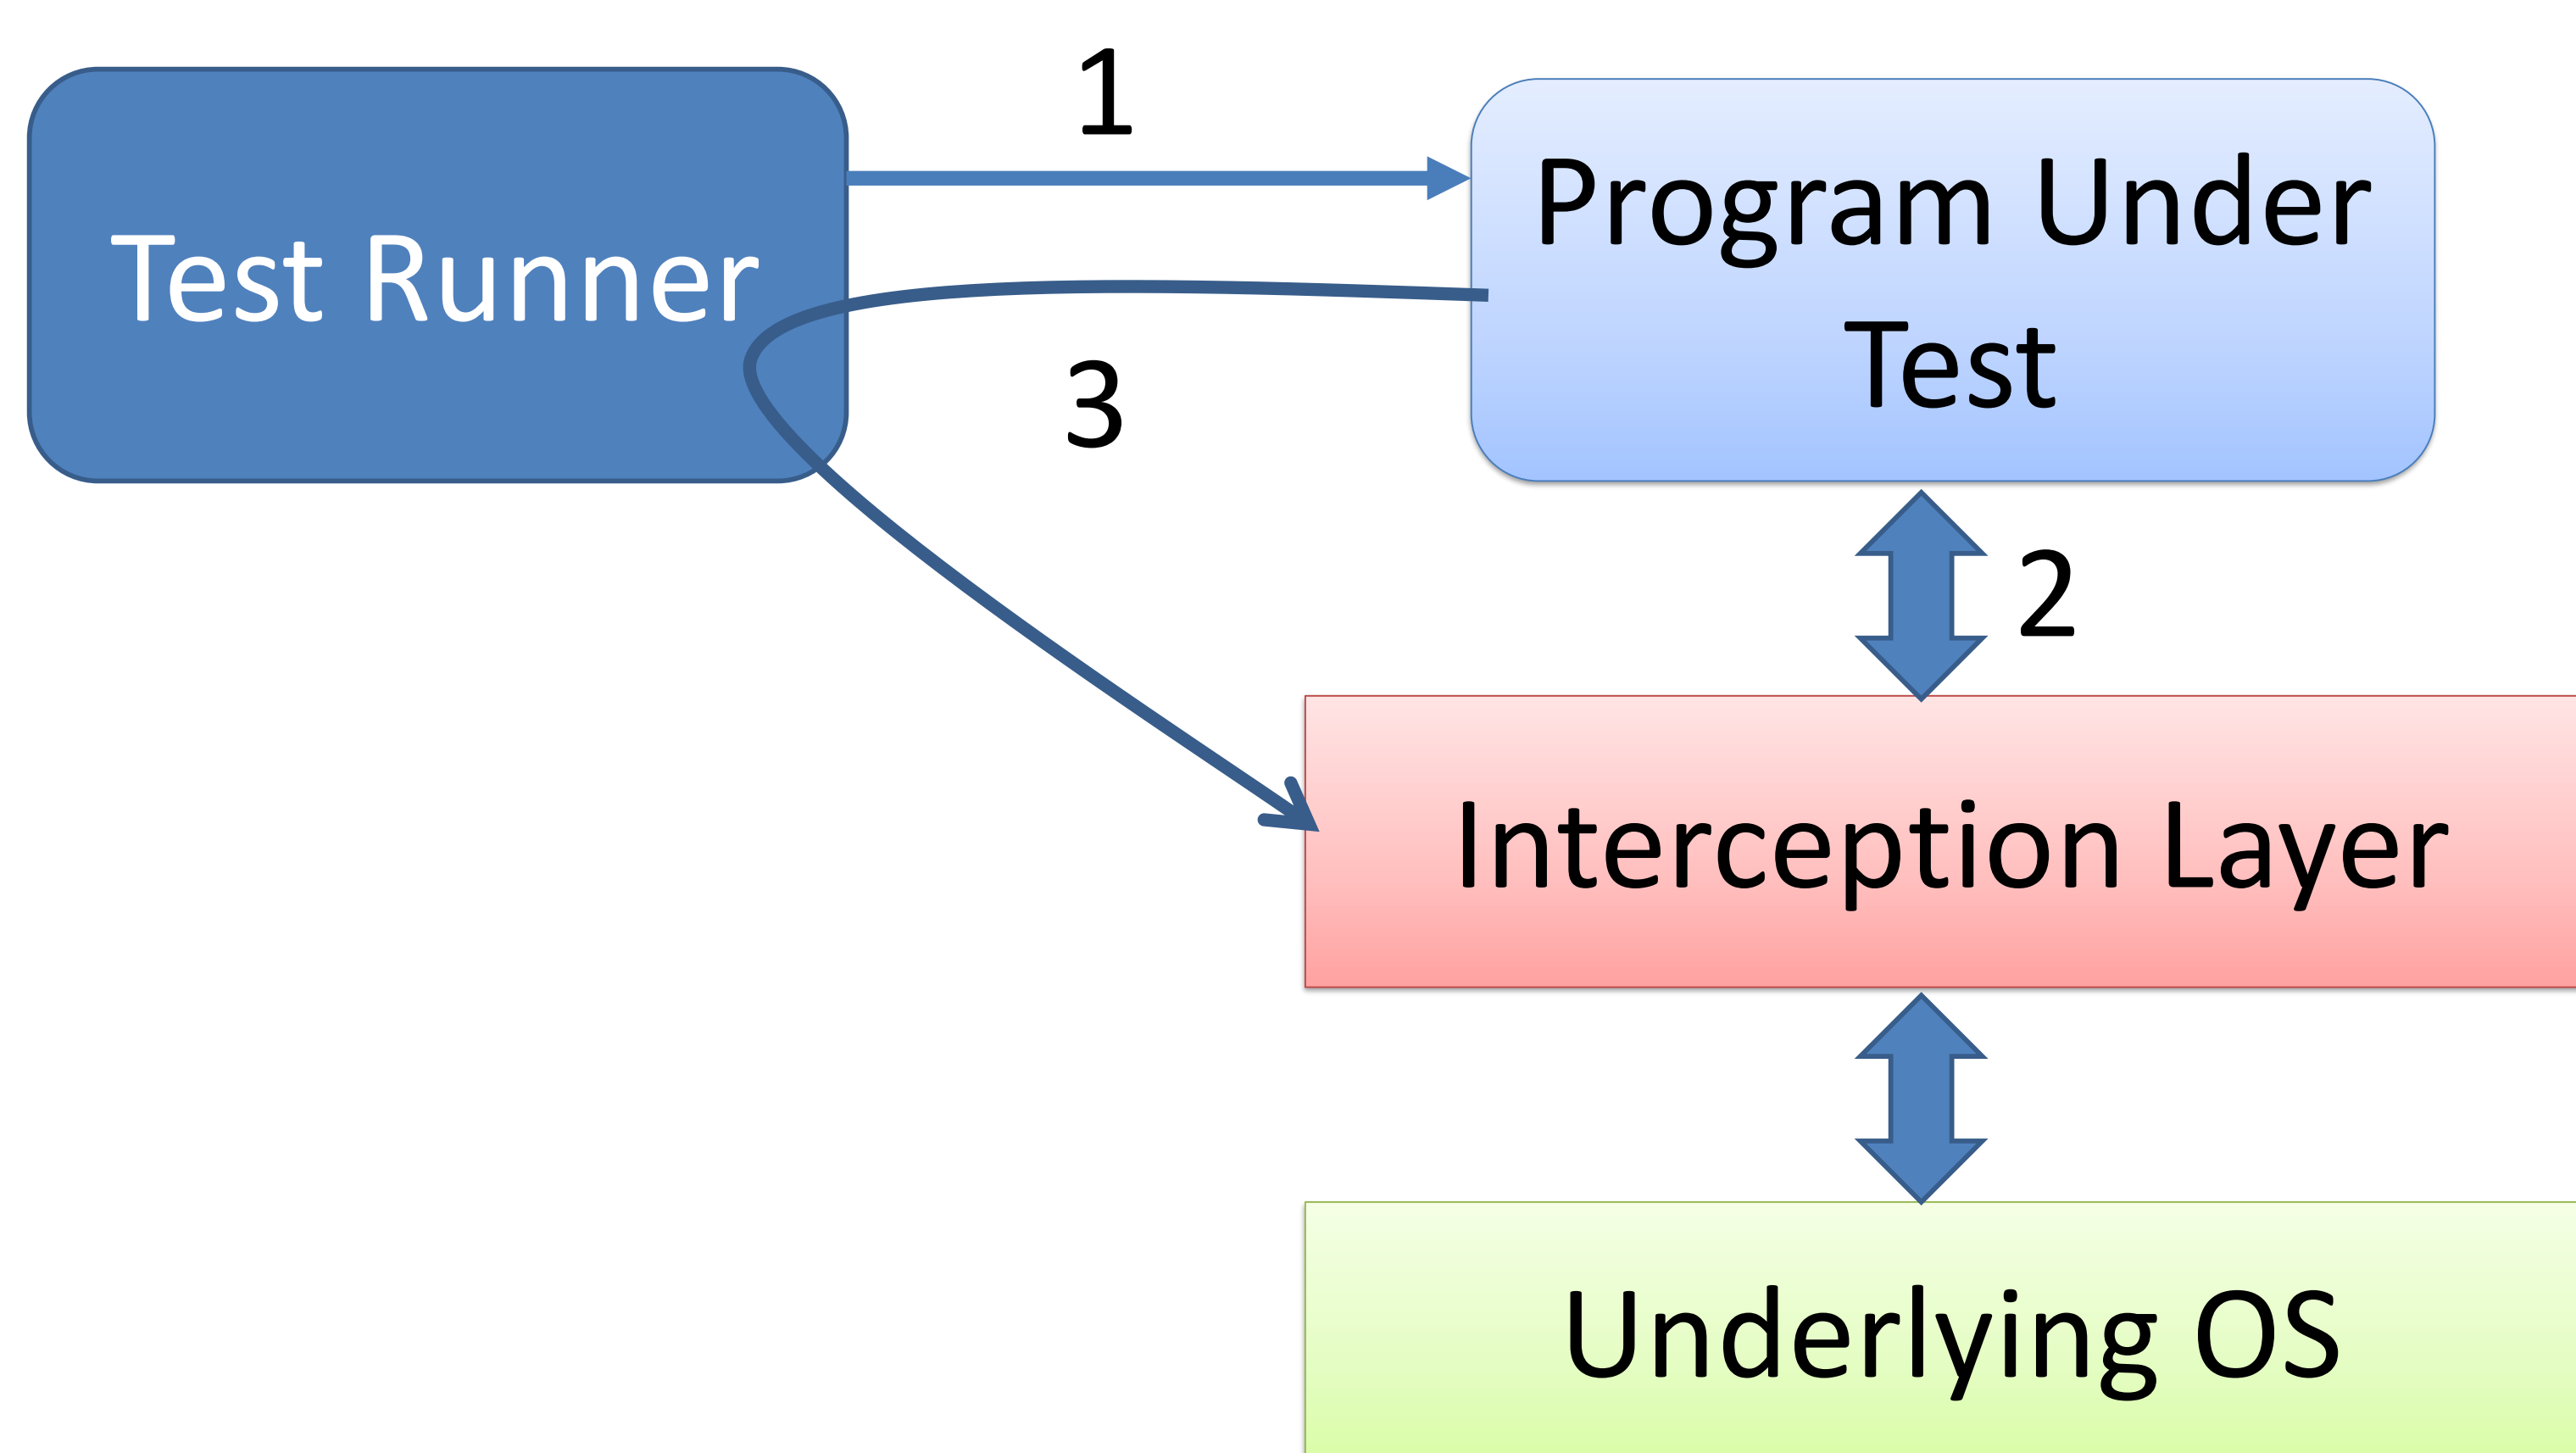 1
Test Runner
Program Under
Test
3
2
Interception Layer
Underlying OS